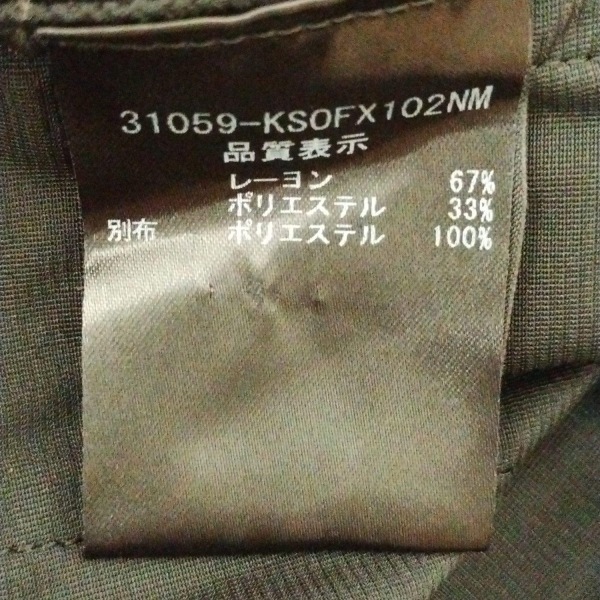 31059-KSOFX102NM
品質表示
レーヨン 67%
ポリエステル 33%
別布 ポリエステル 100%